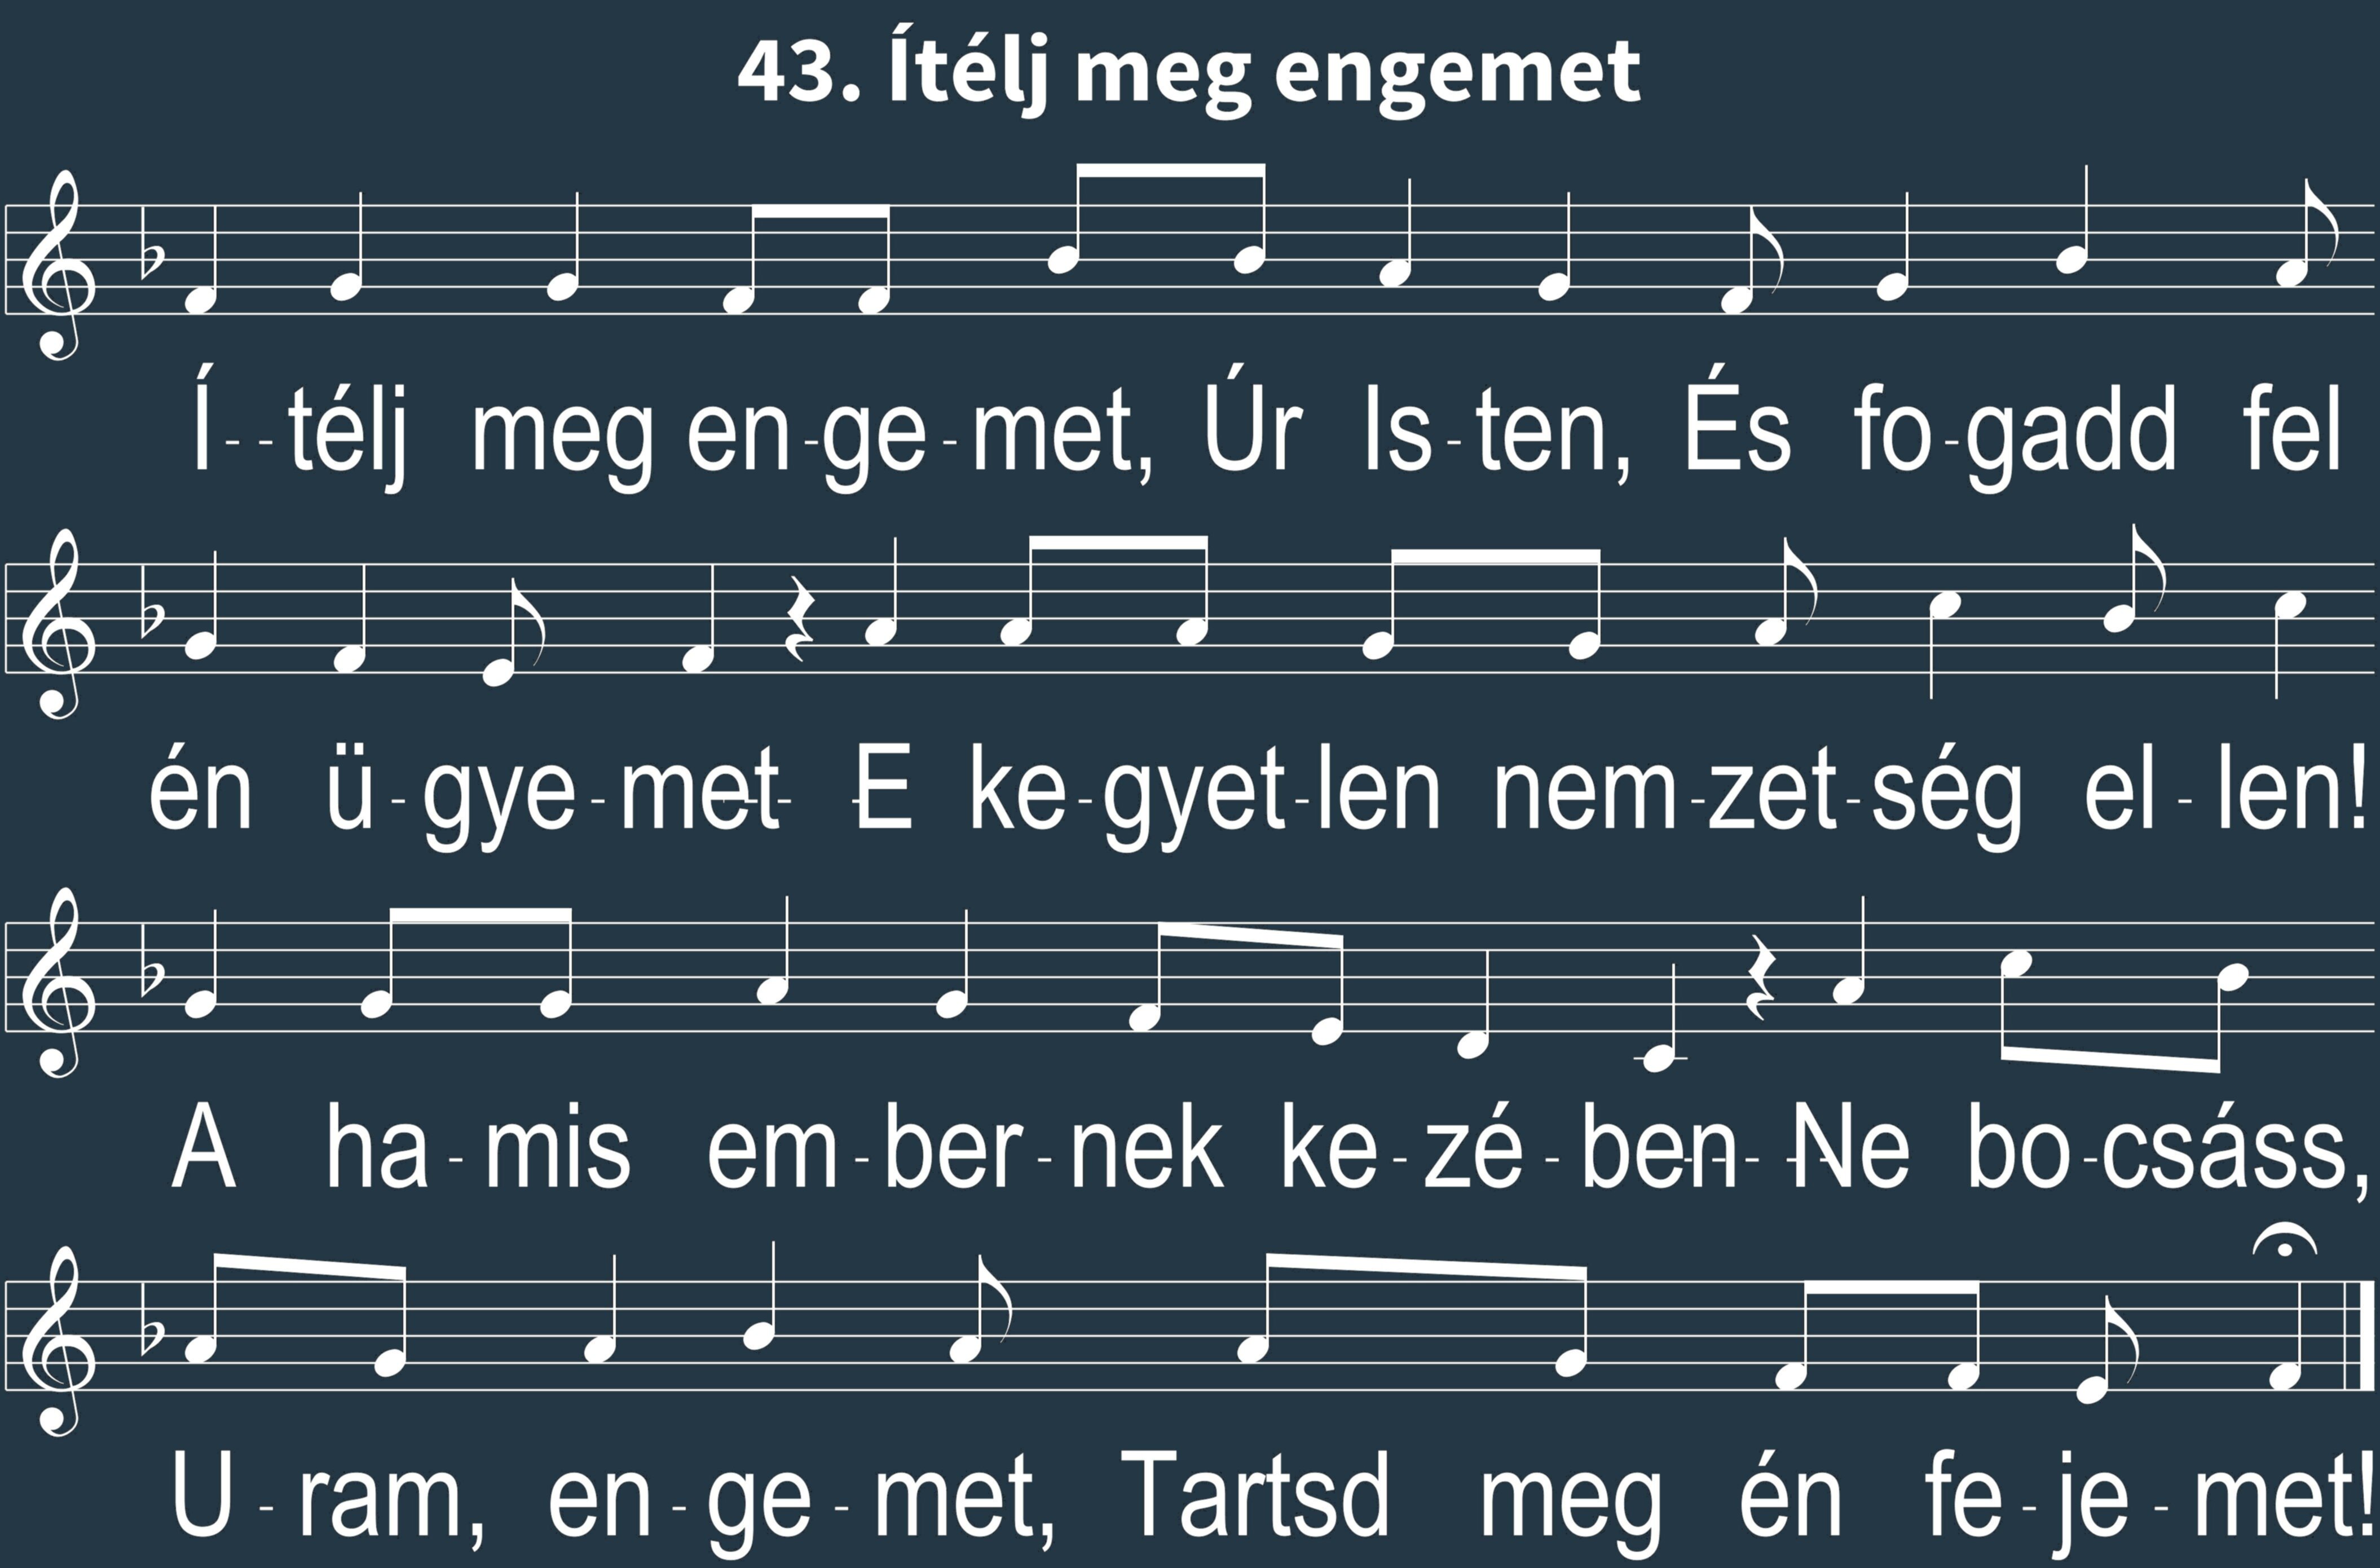 43. Ítélj meg engemet
Í--télj meg en-ge-met, Úr Is-ten, És fo-gadd fel
én ü-gye-met- -E ke-gyet-len nem-zet-ség el-len!
A ha-mis em-ber-nek ke-zé-ben- -Ne bo-csáss,
U-ram, en-ge-met, Tartsd meg én fe-je-met!